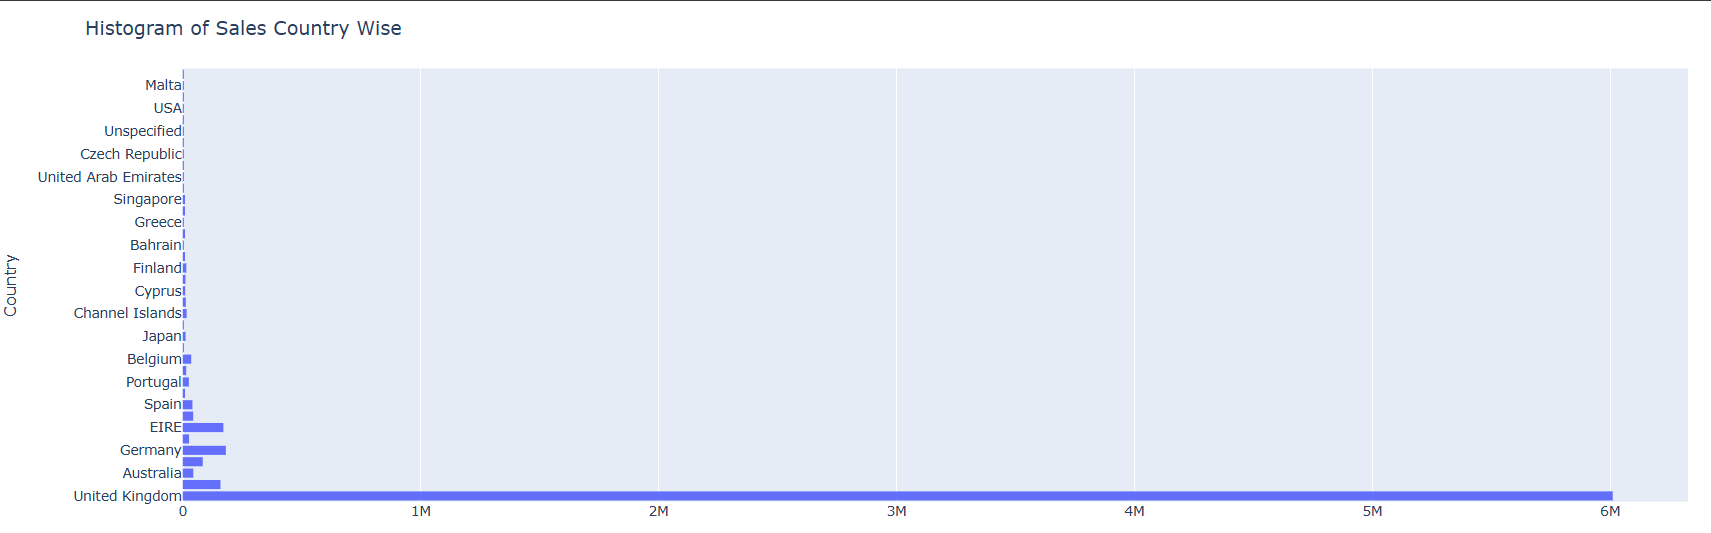 Histogram of Sales Country Wise
Country
Malta
USA
Unspecified
Czech Republic
United Arab Emirates
Singapore
Greece
Bahrain
Finland
Cyprus
Channel Islands
Japan
Belgium
Portugal
Spain
EIRE
Germany
Australia
United Kingdom
0 1M 2M 3M 4M 5M 6M